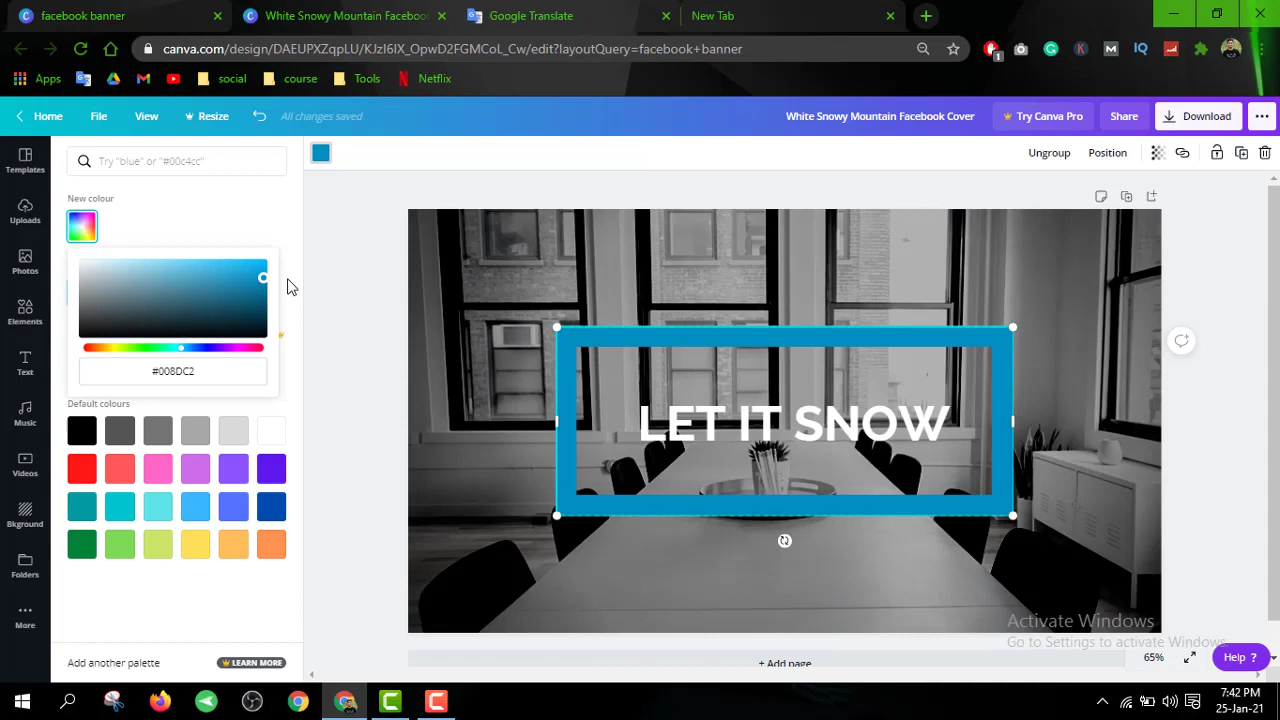 facebook banner
White Snowy Mountain Faceboo
Google Translate
New Tab
canva.com/design/DAEUPXZqpLU/KJzI6IX_OpwD2FGMCoL_Cw/edit?layoutQuery=facebook+banner
1
K
M
IQ
Apps
social
course
Tools
Netflix
Home
File
View
Resize
All changes saved
White Snowy Mountain Facebook Cover
Try Canva Pro
Share
Download
Templates
Uploads
Photos
Elements
Text
Music
Videos
Bkground
Folders
More
Try "blue" or "#00c4cc"
New colour
#008DC2
Default colours
Add another palette
LEARN MORE
Ungroup
Position
LET IT SNOW
Activate Windows
Go to Settings to activate Windows.
+ Add page
65%
Help ?
7:42 PM
25-Jan-21